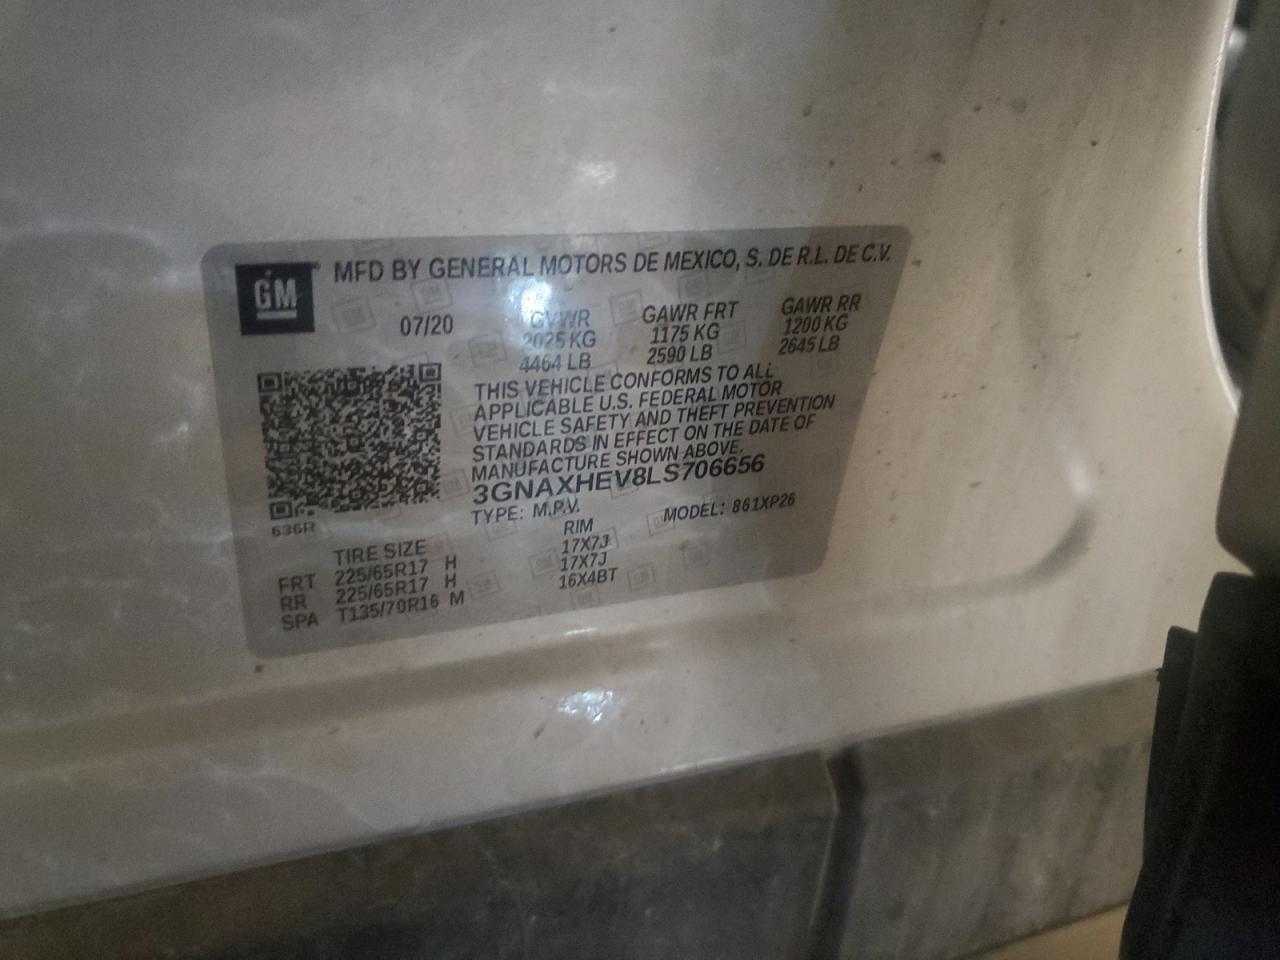 GM
MFD BY GENERAL MOTORS DE MEXICO, S. DE R.L. DE C.V.
07/20
GVWR GAWR FRT GAWR RR
2025 KG 1175 KG 1200 KG
4464 LB 2590 LB 2645 LB
THIS VEHICLE CONFORMS TO ALL
APPLICABLE U.S. FEDERAL MOTOR
VEHICLE SAFETY AND THEFT PREVENTION
STANDARDS IN EFFECT ON THE DATE OF
MANUFACTURE SHOWN ABOVE.
3GNAXHEV8LS706656
TYPE: M.P.V. MODEL: 861XP26
636R
TIRE SIZE RIM
FRT 225/65R17 H 17X7J
RR 225/65R17 H 17X7J
SPA T135/70R16 M 16X4BT